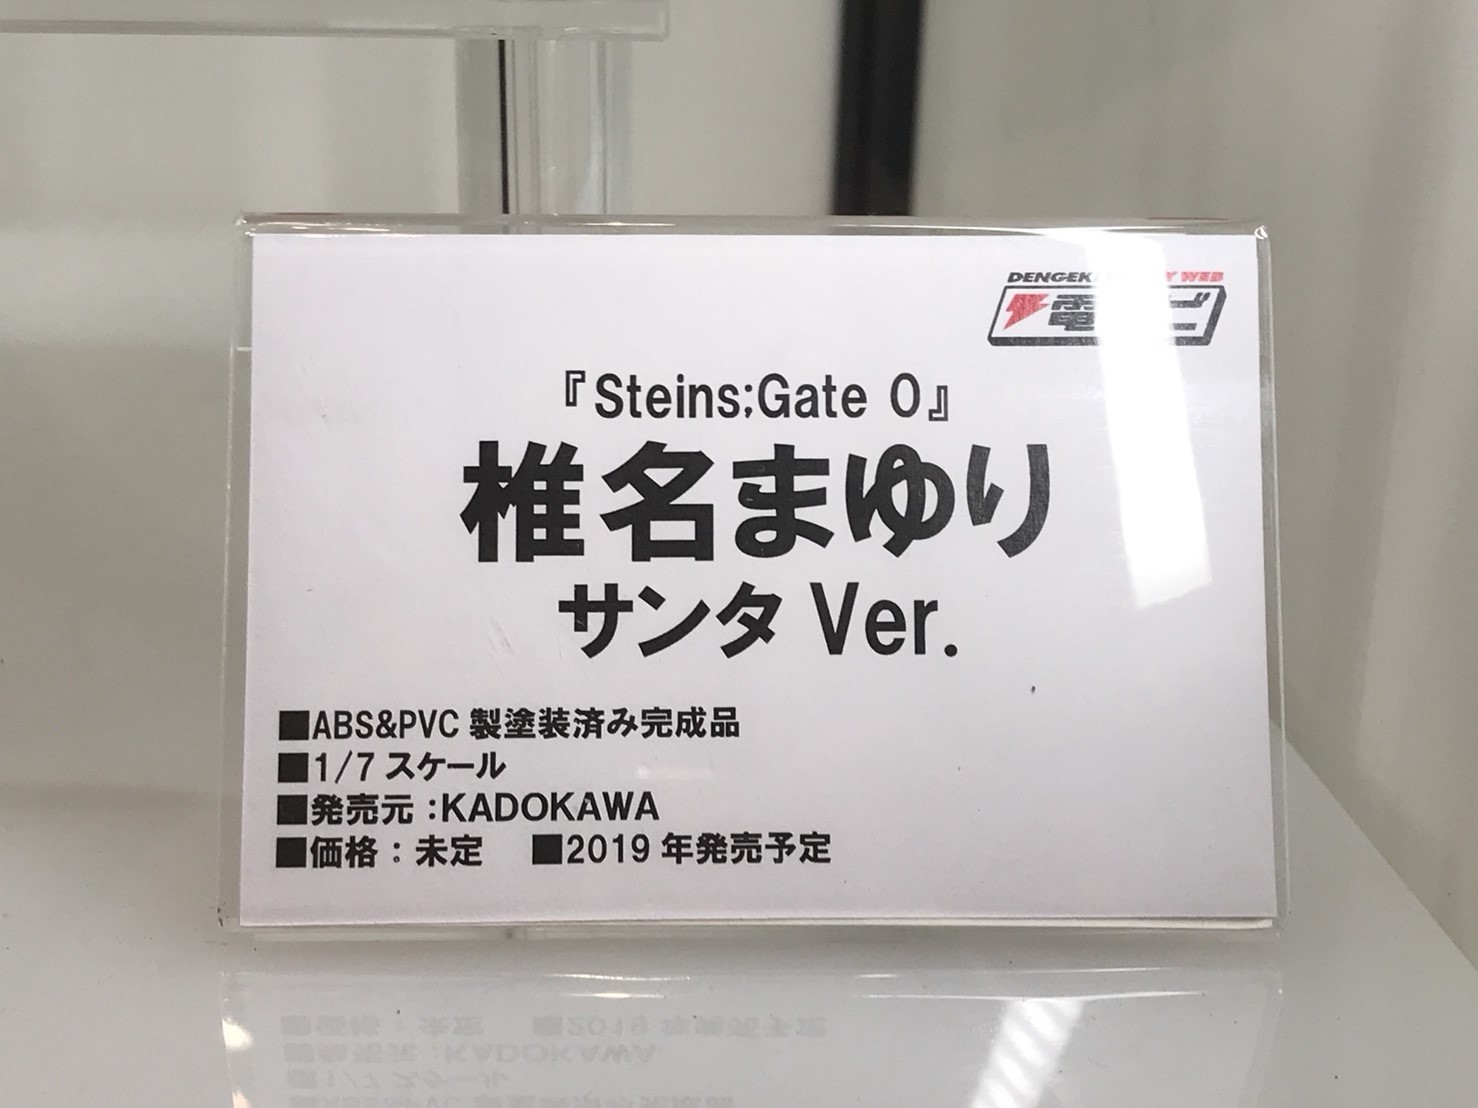 『Steins;Gate 0』
椎名まゆり
サンタ Ver.
■ABS&PVC 製塗装済み完成品
■1/7 スケール
■発売元 :KADOKAWA
■価格 : 未定 ■2019 年発売予定